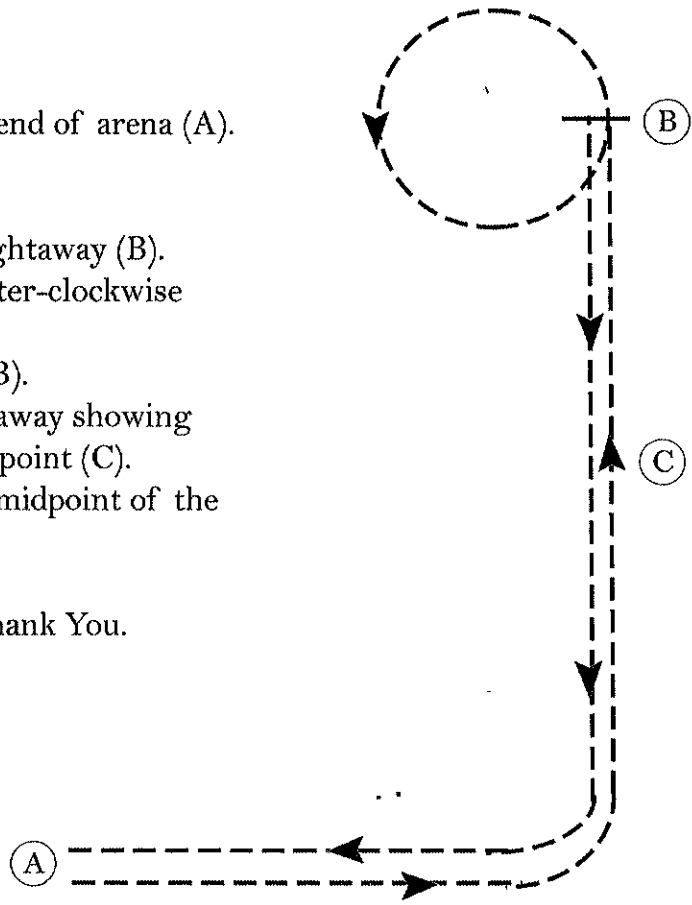 end of arena (A).
B
ghtaway (B).
ter-clockwise
3).
away showing
point (C).
C
midpoint of the
hank You.
A